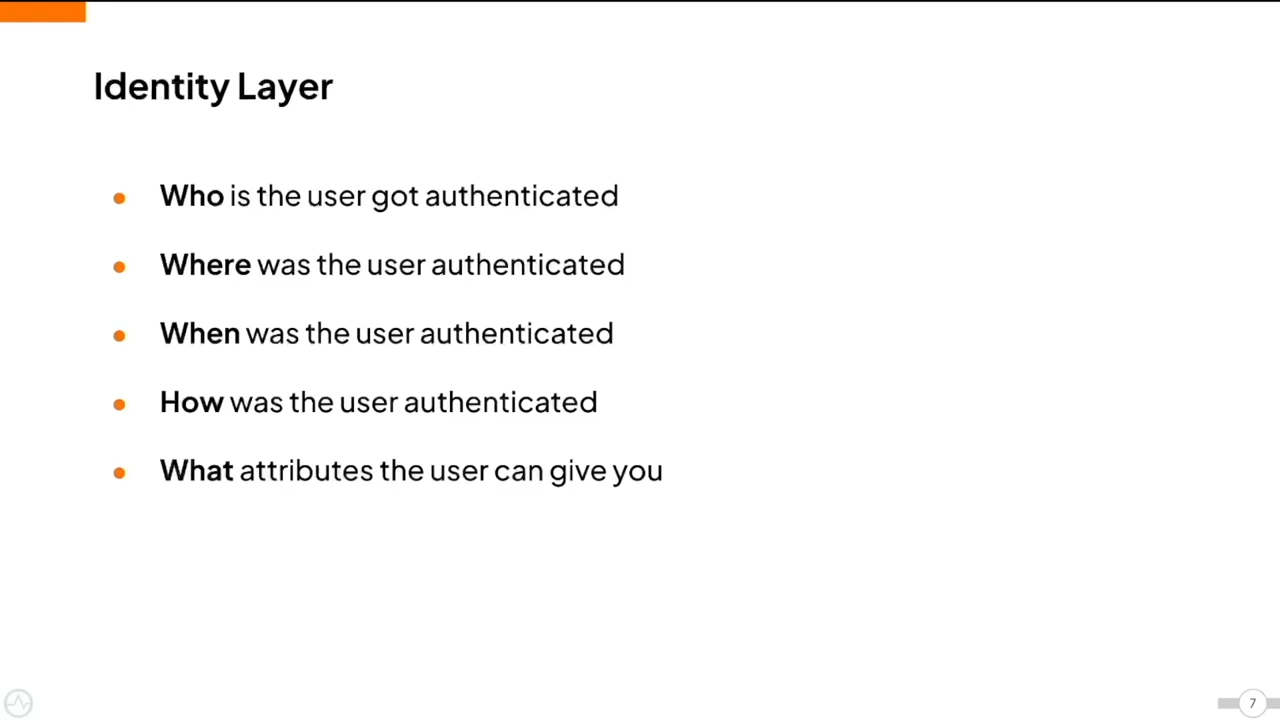 Identity Layer
Who is the user got authenticated
Where was the user authenticated
When was the user authenticated
How was the user authenticated
What attributes the user can give you
7